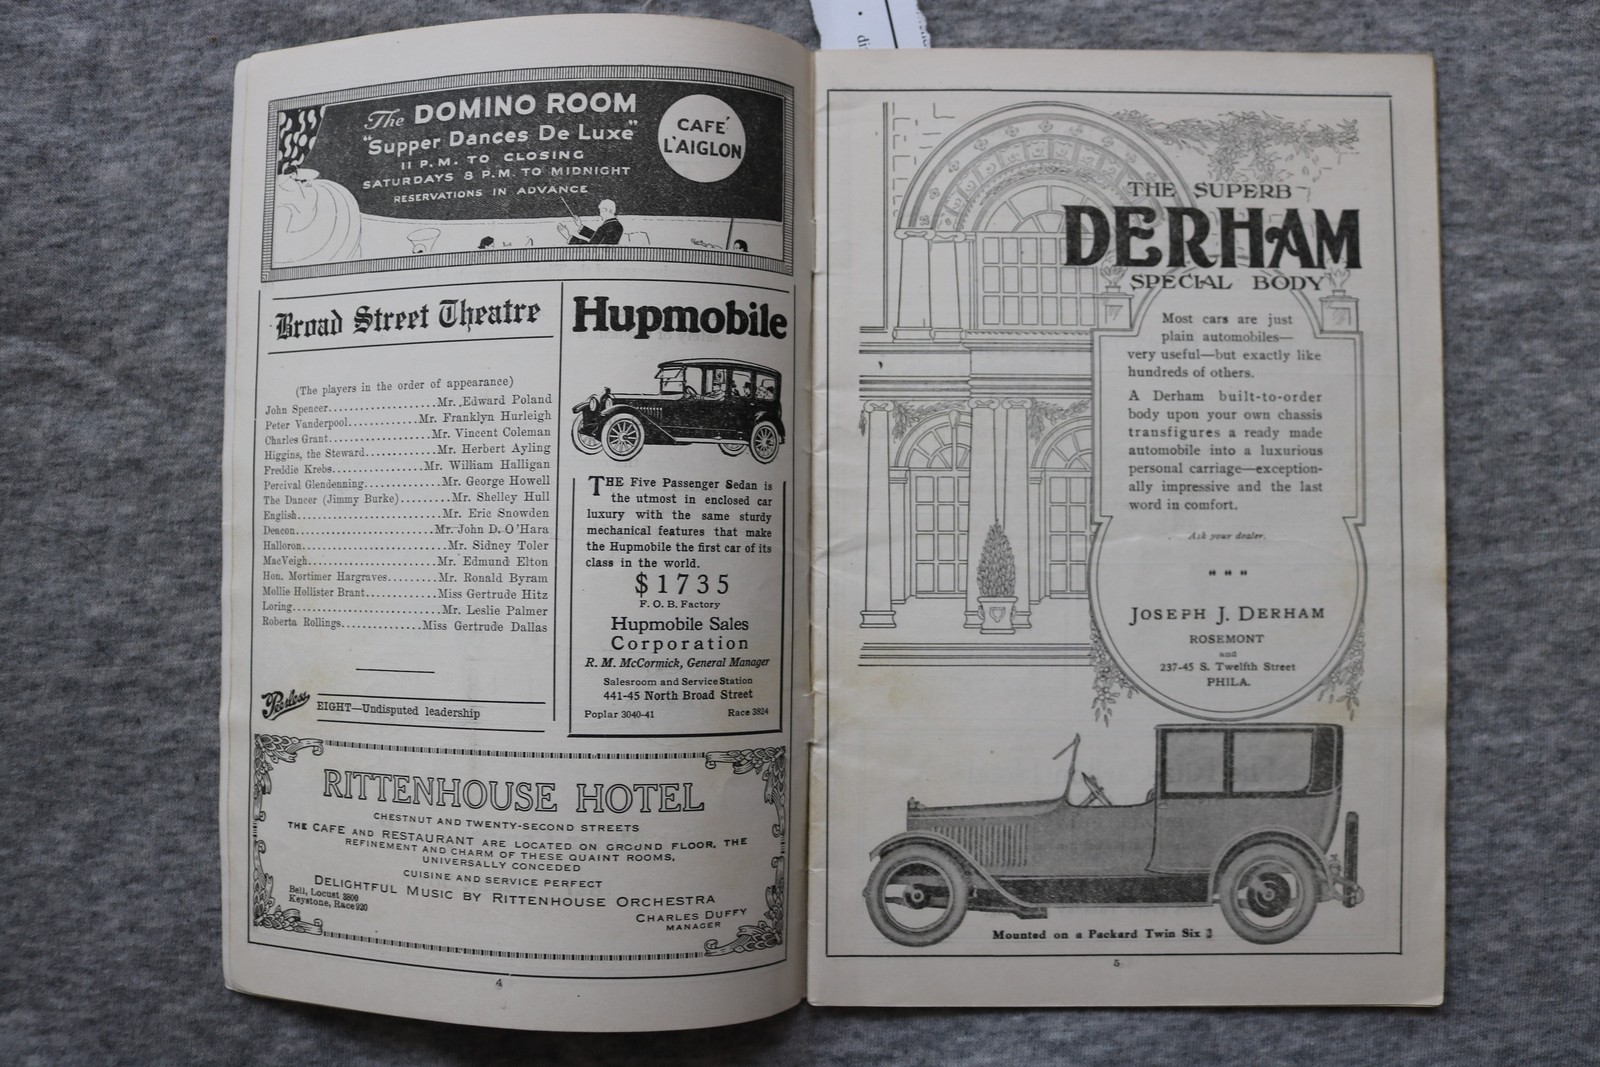 The DOMINO ROOM
"Supper Dances De Luxe"
11 P.M. TO CLOSING
SATURDAYS 8 P.M. TO MIDNIGHT
RESERVATIONS IN ADVANCE
CAFÉ
L'AIGLON
Broad Street Theatre
(The players in the order of appearance)
John Spencer....................Mr. Edward Poland
Peter Vanderpool.............Mr. Franklyn Hurleigh
Charles Grant...................Mr. Vincent Coleman
Higgins, the Steward.............Mr. Herbert Ayling
Freddie Krebs.................Mr. William Halligan
Percival Glendenning..............Mr. George Howell
The Dancer (Jimmy Burke).........Mr. Shelley Hull
English...........................Mr. Eric Snowden
Deacon..........................Mr. John D. O'Hara
Halloron...........................Mr. Sidney Toler
MacVeigh........................Mr. Edmund Elton
Hon. Mortimer Hargraves.........Mr. Ronald Byram
Mollie Hollister Brant.............Miss Gertrude Hitz
Loring...........................Mr. Leslie Palmer
Roberta Rollings..............Miss Gertrude Dallas
Peerless EIGHT—Undisputed leadership
Hupmobile
THE Five Passenger Sedan is
the utmost in enclosed car
luxury with the same sturdy
mechanical features that make
the Hupmobile the first car of its
class in the world.
$1735
F. O. B. Factory
Hupmobile Sales
Corporation
R. M. McCormick, General Manager
Salesroom and Service Station
441-45 North Broad Street
Poplar 3040-41 Race 3824
RITTENHOUSE HOTEL
CHESTNUT AND TWENTY-SECOND STREETS
THE CAFE AND RESTAURANT ARE LOCATED ON GROUND FLOOR. THE
REFINEMENT AND CHARM OF THESE QUAINT ROOMS,
UNIVERSALLY CONCEDED
CUISINE AND SERVICE PERFECT
DELIGHTFUL MUSIC BY RITTENHOUSE ORCHESTRA
Bell, Locust 3800
Keystone, Race 920
CHARLES DUFFY
MANAGER
4
THE SUPERB
DERHAM
SPECIAL BODY
Most cars are just
plain automobiles—
very useful—but exactly like
hundreds of others.
A Derham built-to-order
body upon your own chassis
transfigures a ready made
automobile into a luxurious
personal carriage—exception-
ally impressive and the last
word in comfort.
Ask your dealer.
JOSEPH J. DERHAM
ROSEMONT
and
237-45 S. Twelfth Street
PHILA.
Mounted on a Packard Twin Six 3
5